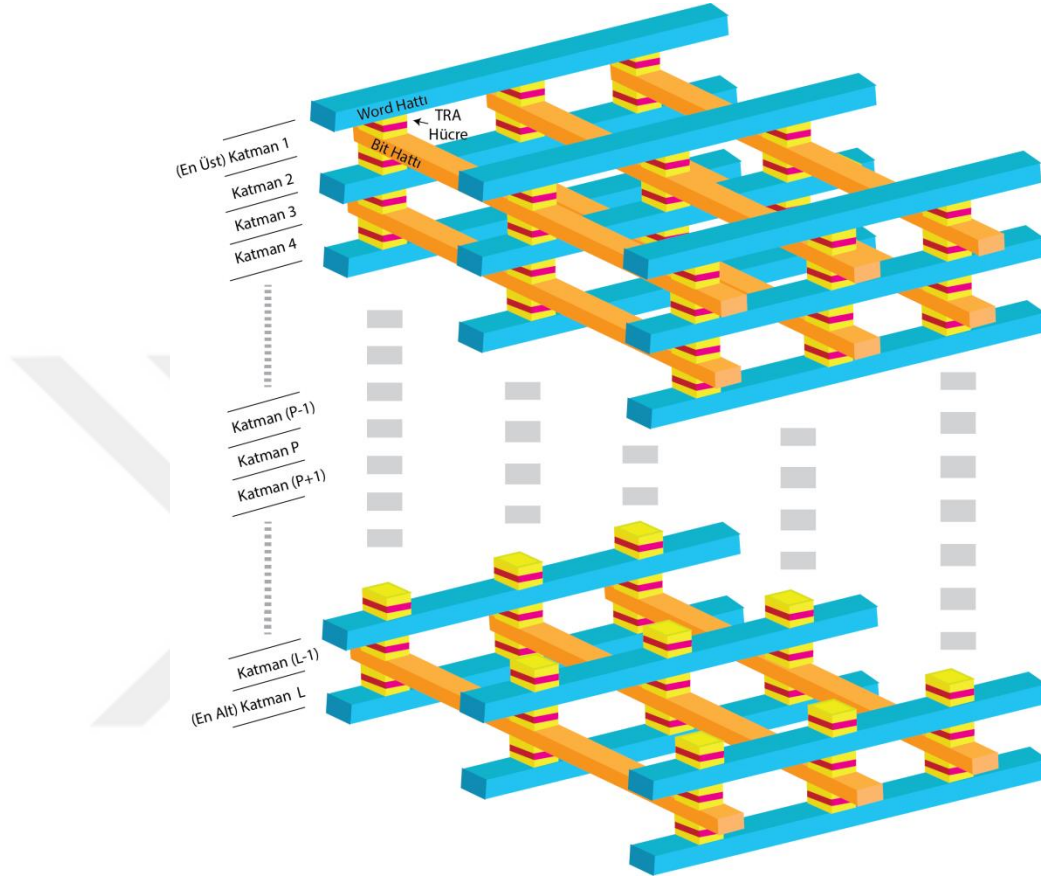 Word Hattı
TRA
Hücre
Bit Hattı
(En Üst) Katman 1
Katman 2
Katman 3
Katman 4
Katman (P-1)
Katman P
Katman (P+1)
Katman (L-1)
(En Alt) Katman L